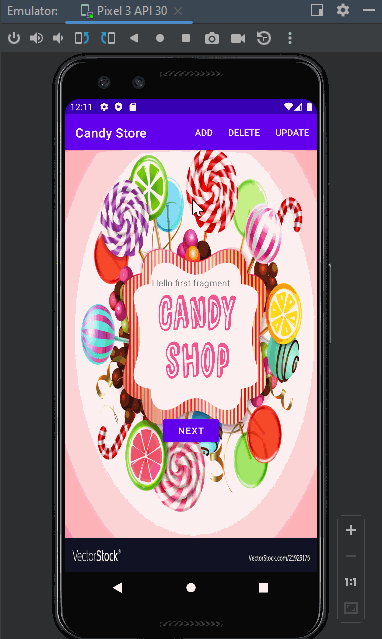 Emulator: Pixel 3 API 30
12:11
Candy Store ADD DELETE UPDATE
Hello first fragment
CANDY
SHOP
NEXT
VectorStock®
VectorStock.com/21923176
1:1